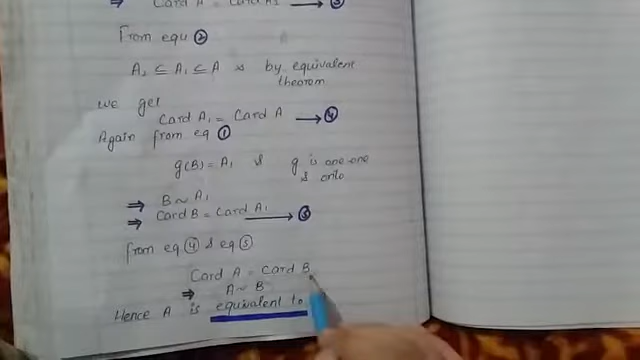 ⇒ Card A = Card A₂ → ③
From equ ②
A₂ ⊆ A₁ ⊆ A & by equivalent
theorem
we get
Card A₁ = Card A → ④
Again from eq ①
g(B) = A₁ & g is one-one
& onto
⇒ B ~ A₁
⇒ Card B = Card A₁ → ⑤
from eq ④ & eq ⑤
Card A = Card B
⇒ A ~ B
Hence A is equivalent to